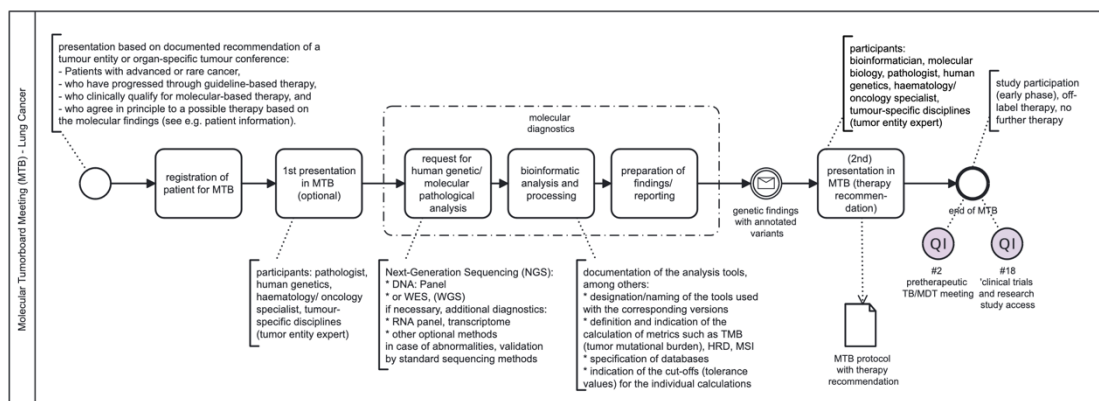 Molecular Tumorboard Meeting (MTB) - Lung Cancer
presentation based on documented recommendation of a
tumour entity or organ-specific tumour conference:
- Patients with advanced or rare cancer,
- who have progressed through guideline-based therapy,
- who clinically qualify for molecular-based therapy, and
- who agree in principle to a possible therapy based on
the molecular findings (see e.g. patient information).
registration of
patient for MTB
1st presentation
in MTB
(optional)
participants: pathologist,
human genetics,
haematology/ oncology
specialist, tumour-
specific disciplines
(tumor entity expert)
molecular
diagnostics
request for
human genetic/
molecular
pathological
analysis
bioinformatic
analysis and
processing
preparation of
findings/
reporting
Next-Generation Sequencing (NGS):
* DNA: Panel
* or WES, (WGS)
if necessary, additional diagnostics:
* RNA panel, transcriptome
* other optional methods
in case of abnormalities, validation
by standard sequencing methods
documentation of the analysis tools,
among others:
* designation/naming of the tools used
with the corresponding versions
* definition and indication of the
calculation of metrics such as TMB
(tumor mutational burden), HRD, MSI
* specification of databases
* indication of the cut-offs (tolerance
values) for the individual calculations
genetic findings
with annotated
variants
participants:
bioinformatician, molecular
biology, pathologist, human
genetics, haematology/
oncology specialist,
tumour-specific disciplines
(tumor entity expert)
(2nd)
presentation in
MTB (therapy
recommen-
dation)
MTB protocol
with therapy
recommendation
study participation
(early phase), off-
label therapy, no
further therapy
end of MTB
QI
#2
pretherapeutic
TB/MDT meeting
QI
#18
'clinical trials
and research
study access